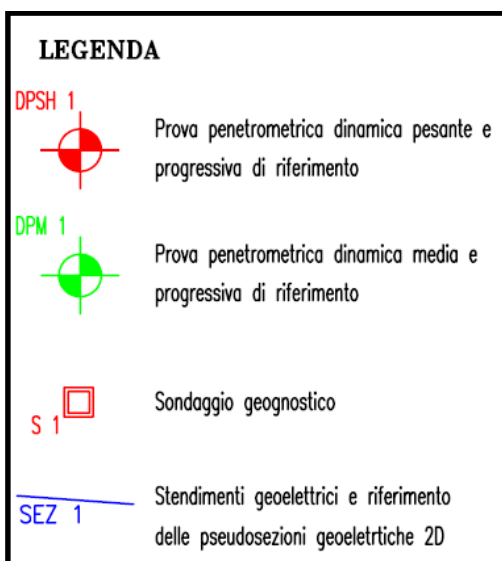 LEGENDA
DPSH 1
Prova penetrometrica dinamica pesante e
progressiva di riferimento
DPM 1
Prova penetrometrica dinamica media e
progressiva di riferimento
Sondaggio geognostico
S 1
Stendimenti geoelettrici e riferimento
SEZ 1
delle pseudosezioni geoeletrtiche 2D